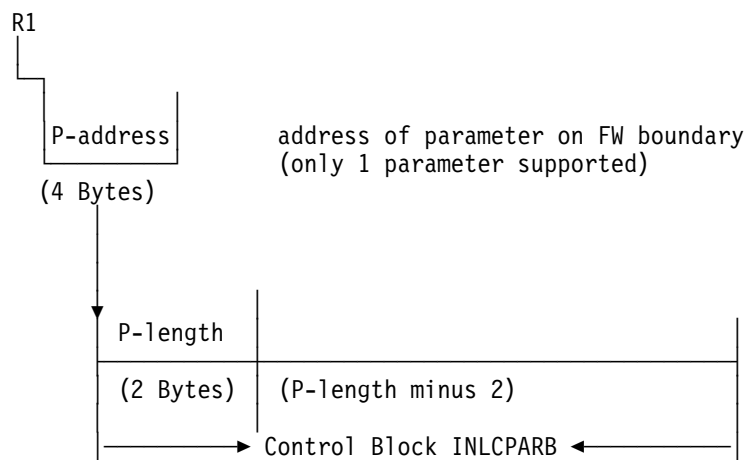 R1
P-address address of parameter on FW boundary
(only 1 parameter supported)
(4 Bytes)
P-length
(2 Bytes) (P-length minus 2)
Control Block INLCPARB